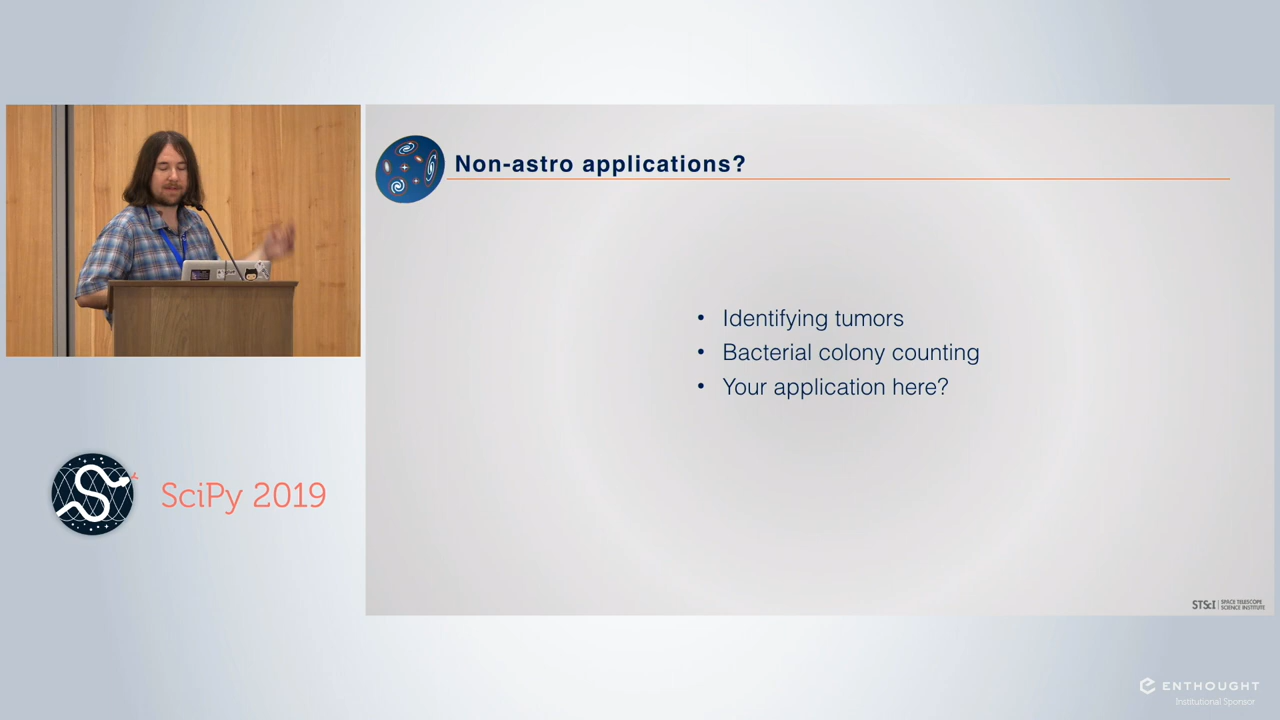 Non-astro applications?
• Identifying tumors
• Bacterial colony counting
• Your application here?
SciPy 2019
STScI | SPACE TELESCOPE
SCIENCE INSTITUTE
ENTHOUGHT
Institutional Sponsor